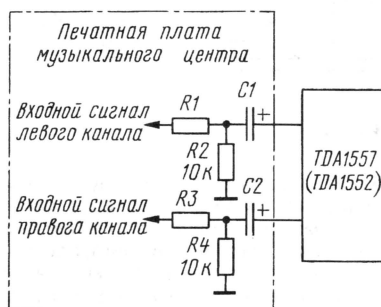 Печатная плата
музыкального центра
C1
+
R1
Входной сигнал
левого канала
R2
10 к
TDA1557
(TDA1552)
C2
+
R3
Входной сигнал
правого канала
R4
10 к